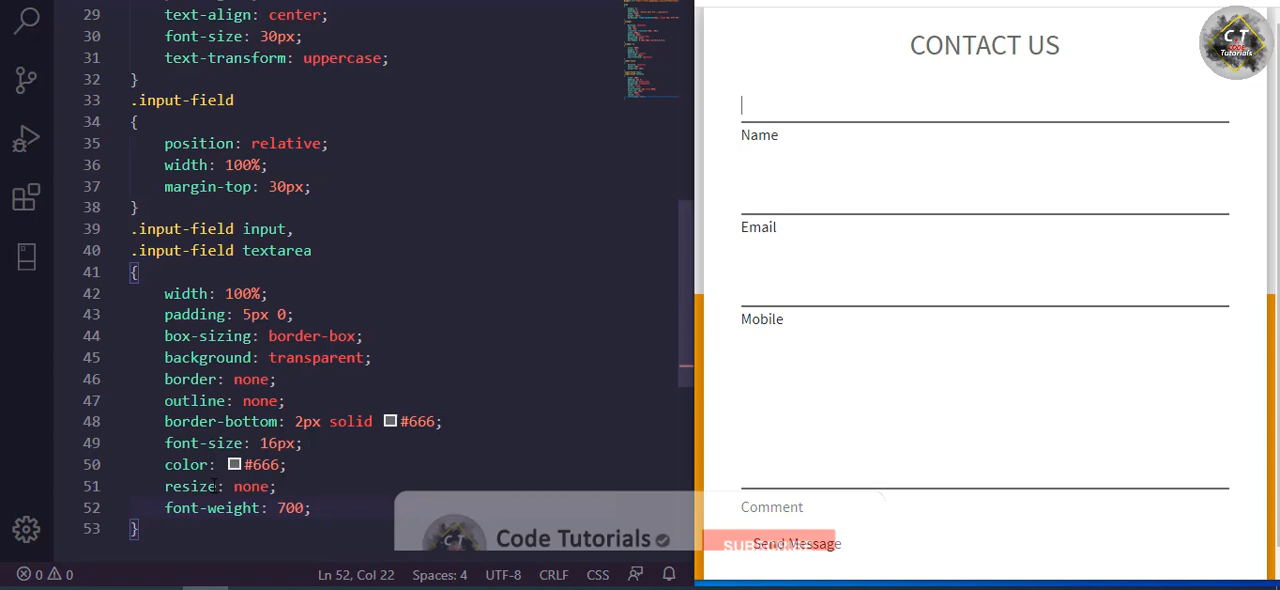 29 text-align: center;
30 font-size: 30px;
31 text-transform: uppercase;
32 }
33 .input-field
34 {
35 position: relative;
36 width: 100%;
37 margin-top: 30px;
38 }
39 .input-field input,
40 .input-field textarea
41 {
42 width: 100%;
43 padding: 5px 0;
44 box-sizing: border-box;
45 background: transparent;
46 border: none;
47 outline: none;
48 border-bottom: 2px solid #666;
49 font-size: 16px;
50 color: #666;
51 resize: none;
52 font-weight: 700;
53 }
0 0 Ln 52, Col 22 Spaces: 4 UTF-8 CRLF CSS
CONTACT US
Name
Email
Mobile
Comment
Send Message
Code Tutorials
CT
CT
CODE
Tutorials